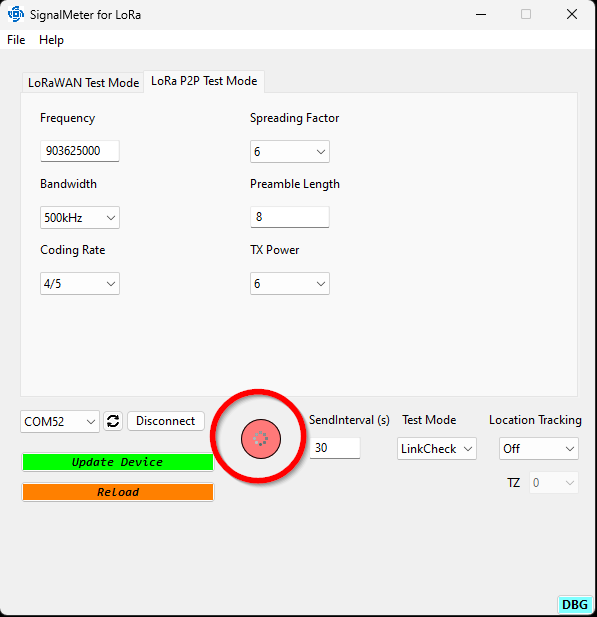 SignalMeter for LoRa
File Help
LoRaWAN Test Mode LoRa P2P Test Mode
Frequency Spreading Factor
903625000 6
Bandwidth Preamble Length
500kHz 8
Coding Rate TX Power
4/5 6
COM52 Disconnect SendInterval (s) Test Mode Location Tracking
30 LinkCheck Off
Update Device
TZ 0
Reload
DBG